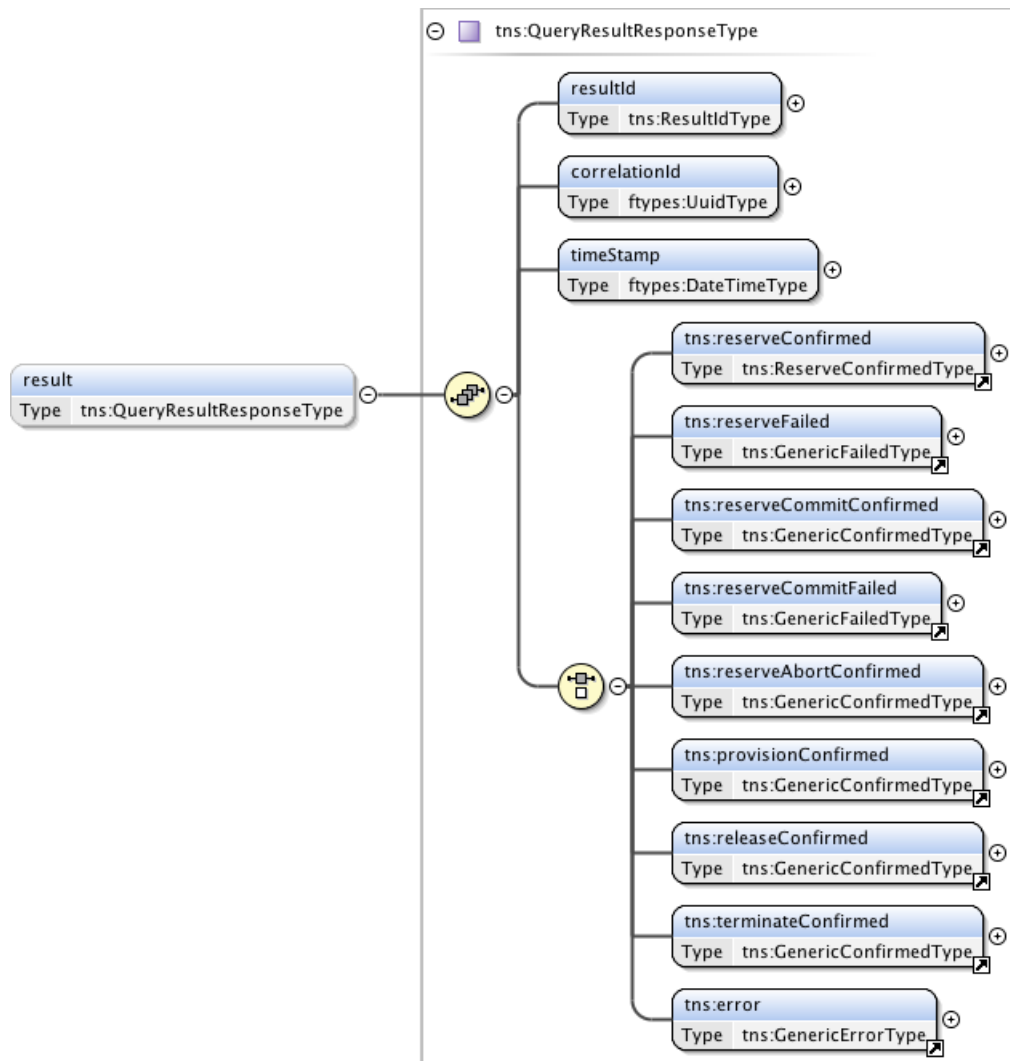 tns:QueryResultResponseType
resultId
Type tns:ResultIdType
correlationId
Type ftypes:UuidType
timeStamp
Type ftypes:DateTimeType
result
Type tns:QueryResultResponseType
tns:reserveConfirmed
Type tns:ReserveConfirmedType
tns:reserveFailed
Type tns:GenericFailedType
tns:reserveCommitConfirmed
Type tns:GenericConfirmedType
tns:reserveCommitFailed
Type tns:GenericFailedType
tns:reserveAbortConfirmed
Type tns:GenericConfirmedType
tns:provisionConfirmed
Type tns:GenericConfirmedType
tns:releaseConfirmed
Type tns:GenericConfirmedType
tns:terminateConfirmed
Type tns:GenericConfirmedType
tns:error
Type tns:GenericErrorType